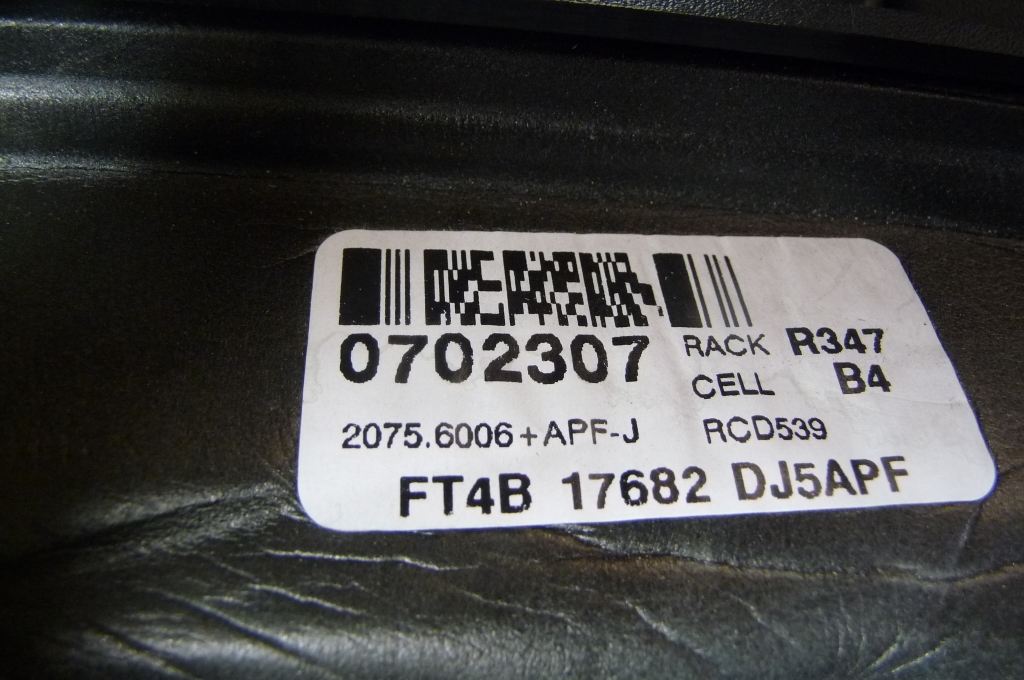 0702307 RACK R347
CELL B4
2075.6006+APF-J RCD539
FT4B 17682 DJ5APF